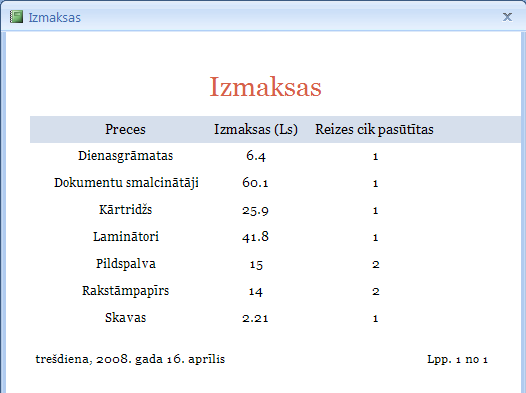 Izmaksas
Izmaksas
Preces Izmaksas (Ls) Reizes cik pasūtītas
Dienasgrāmatas 6.4 1
Dokumentu smalcinātāji 60.1 1
Kārtridžs 25.9 1
Laminātori 41.8 1
Pildspalva 15 2
Rakstāmpapīrs 14 2
Skavas 2.21 1
trešdiena, 2008. gada 16. aprīlis Lpp. 1 no 1